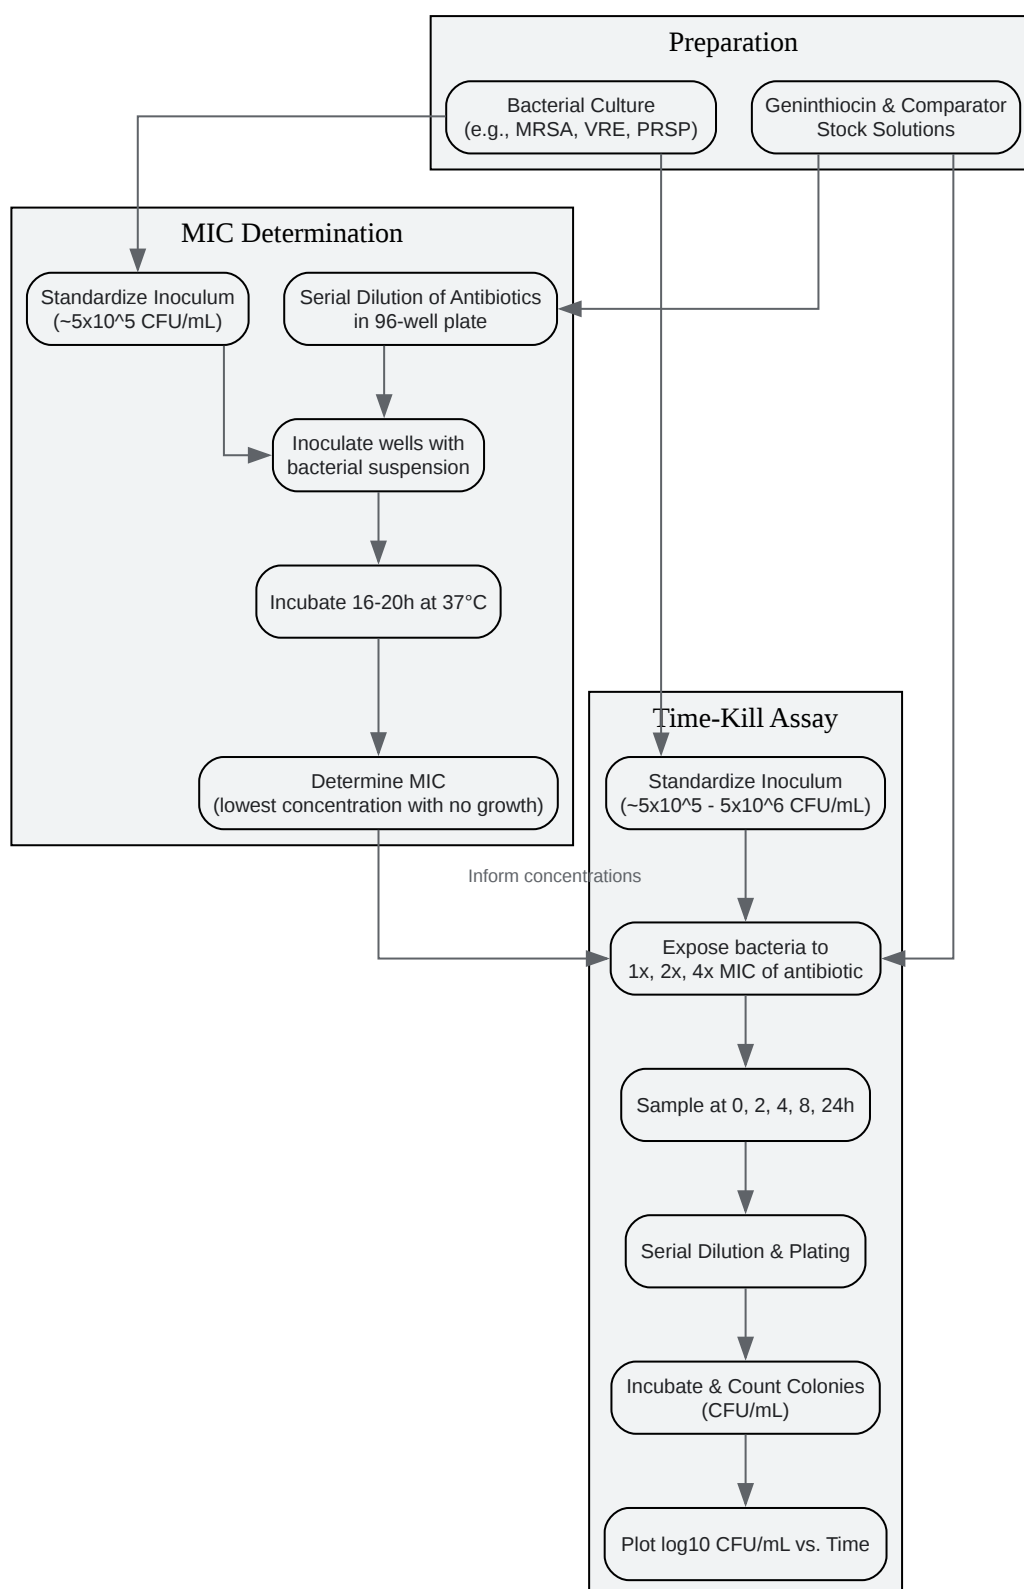 Preparation
Bacterial Culture
(e.g., MRSA, VRE, PRSP)
Geninthiocin & Comparator
Stock Solutions
MIC Determination
Standardize Inoculum
(~5x10^5 CFU/mL)
Serial Dilution of Antibiotics
in 96-well plate
Inoculate wells with
bacterial suspension
Incubate 16-20h at 37°C
Determine MIC
(lowest concentration with no growth)
Inform concentrations
Time-Kill Assay
Standardize Inoculum
(~5x10^5 - 5x10^6 CFU/mL)
Expose bacteria to
1x, 2x, 4x MIC of antibiotic
Sample at 0, 2, 4, 8, 24h
Serial Dilution & Plating
Incubate & Count Colonies
(CFU/mL)
Plot log10 CFU/mL vs. Time